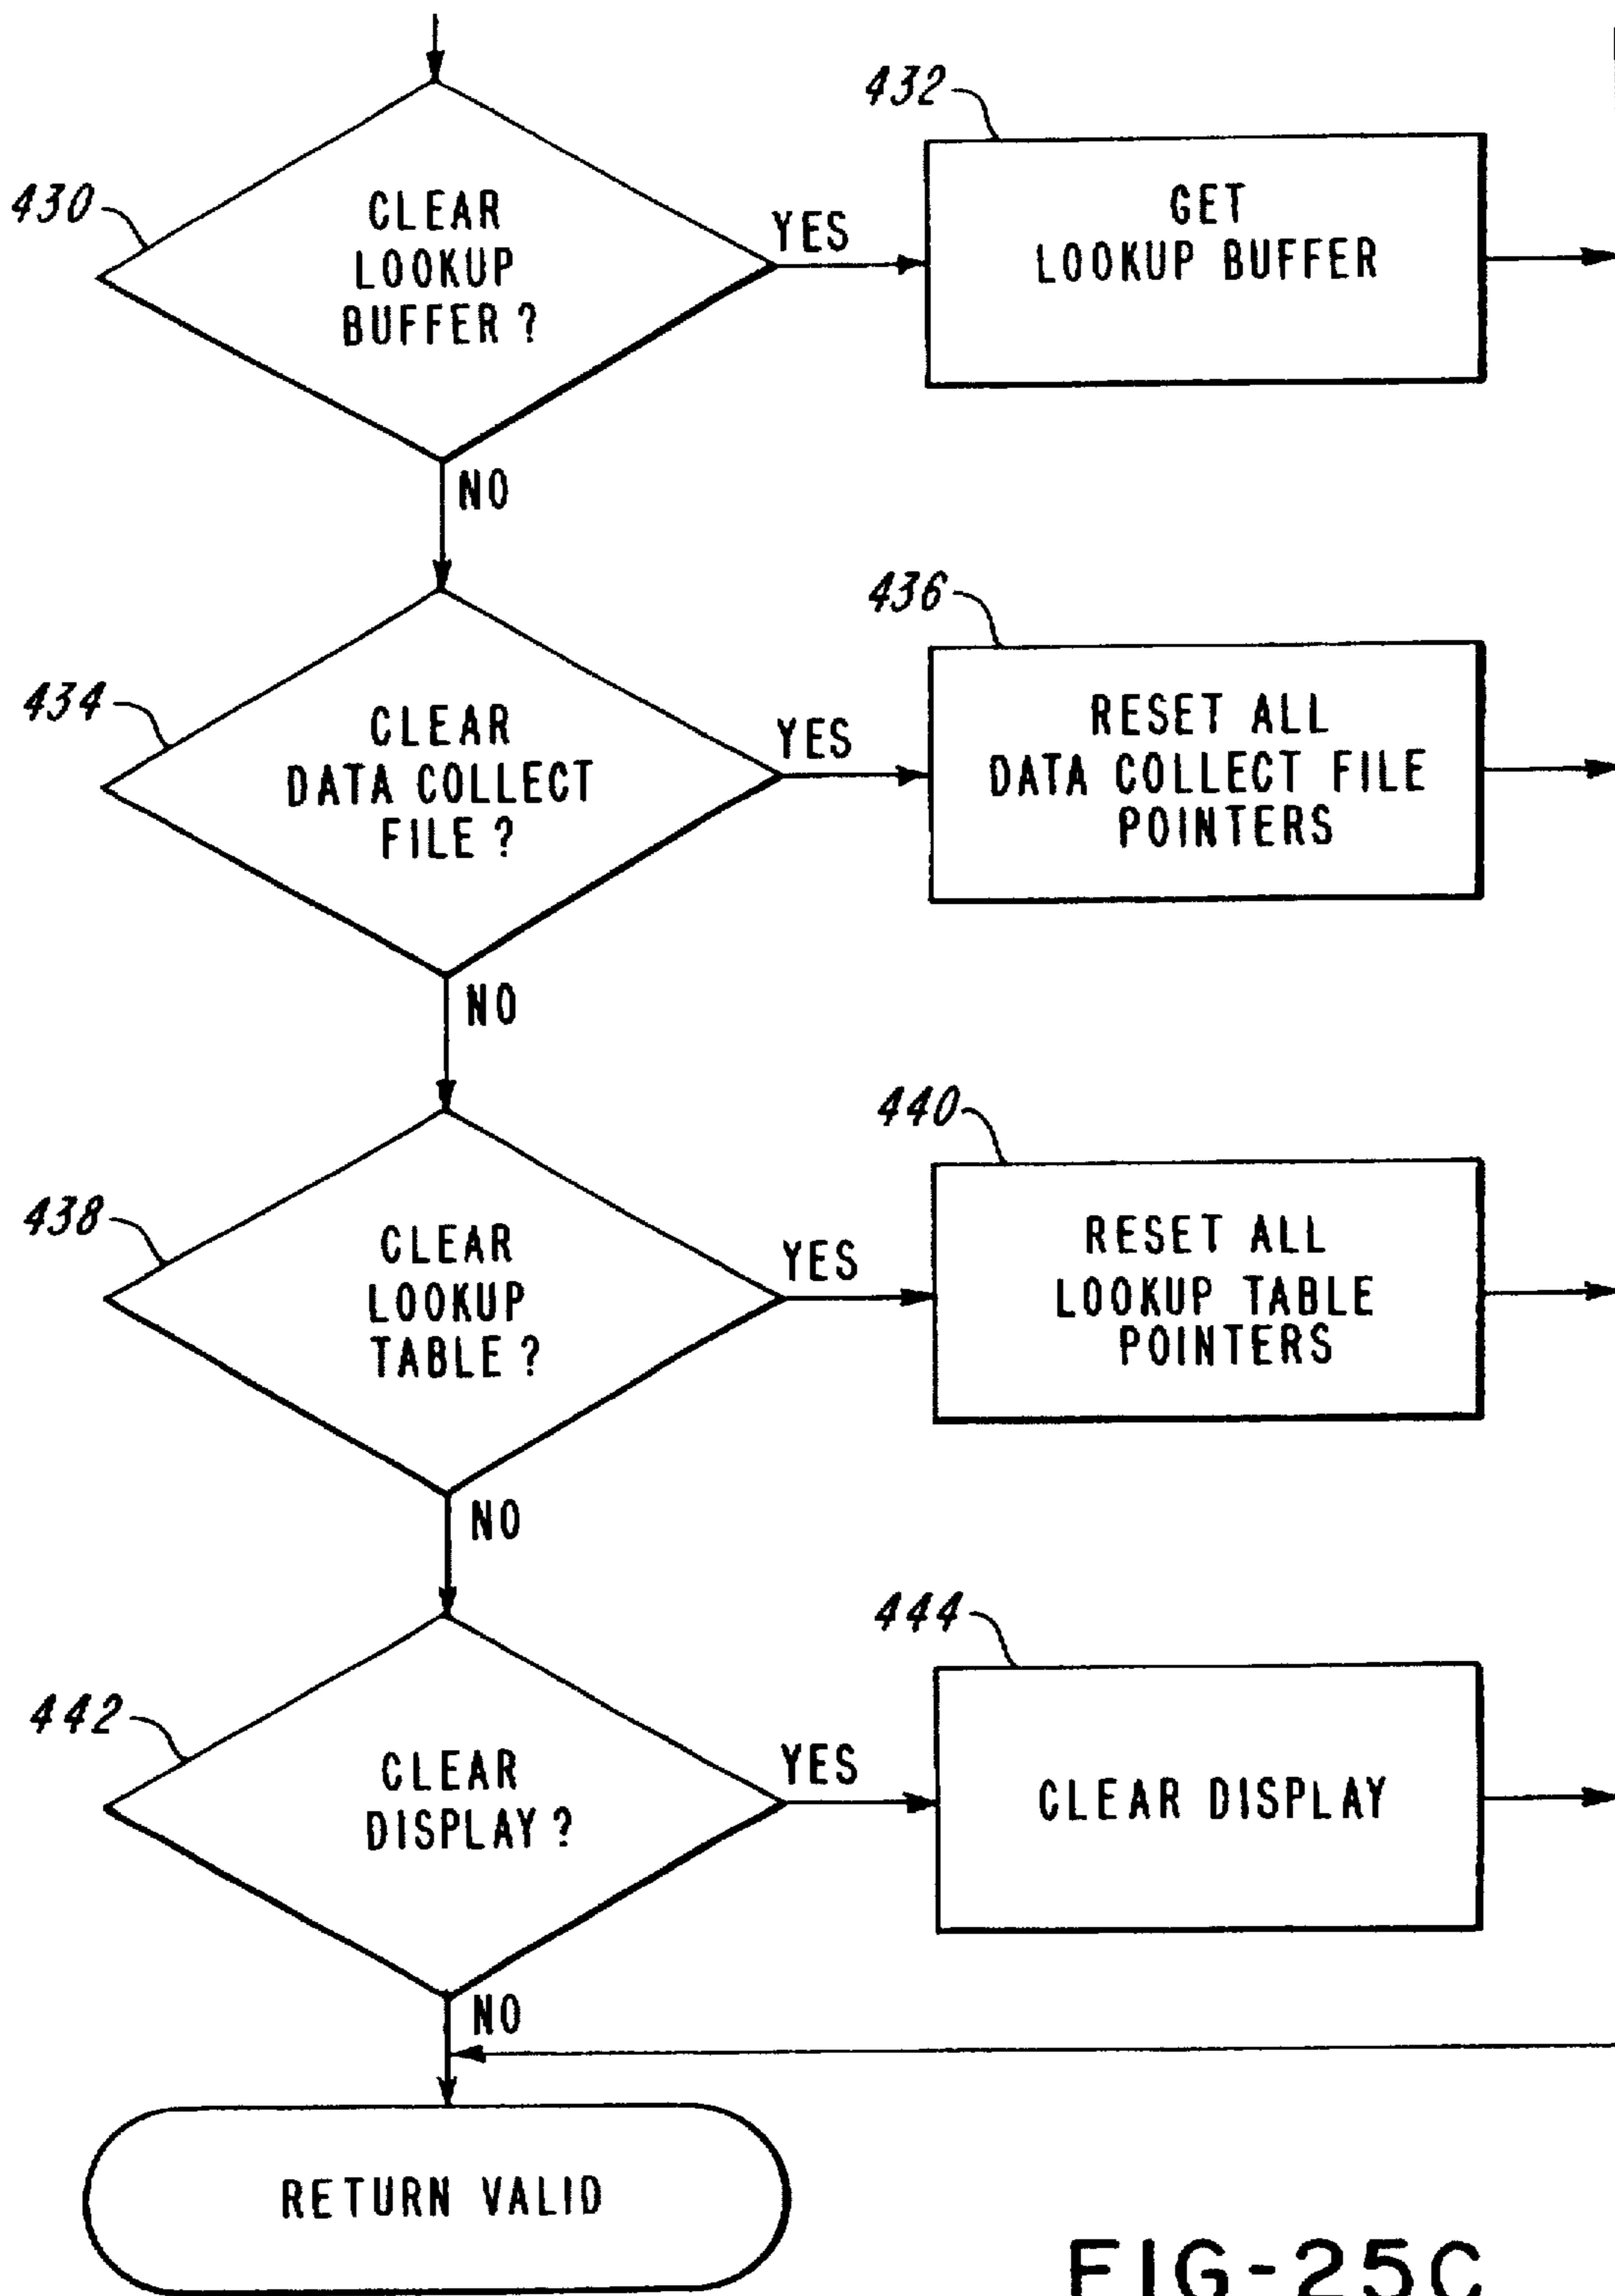 432
430
CLEAR
LOOKUP
BUFFER ?
YES
GET
LOOKUP BUFFER
NO
436
434
CLEAR
DATA COLLECT
FILE ?
YES
RESET ALL
DATA COLLECT FILE
POINTERS
NO
440
438
CLEAR
LOOKUP
TABLE ?
YES
RESET ALL
LOOKUP TABLE
POINTERS
NO
444
442
CLEAR
DISPLAY ?
YES
CLEAR DISPLAY
NO
RETURN VALID
FIG-25C